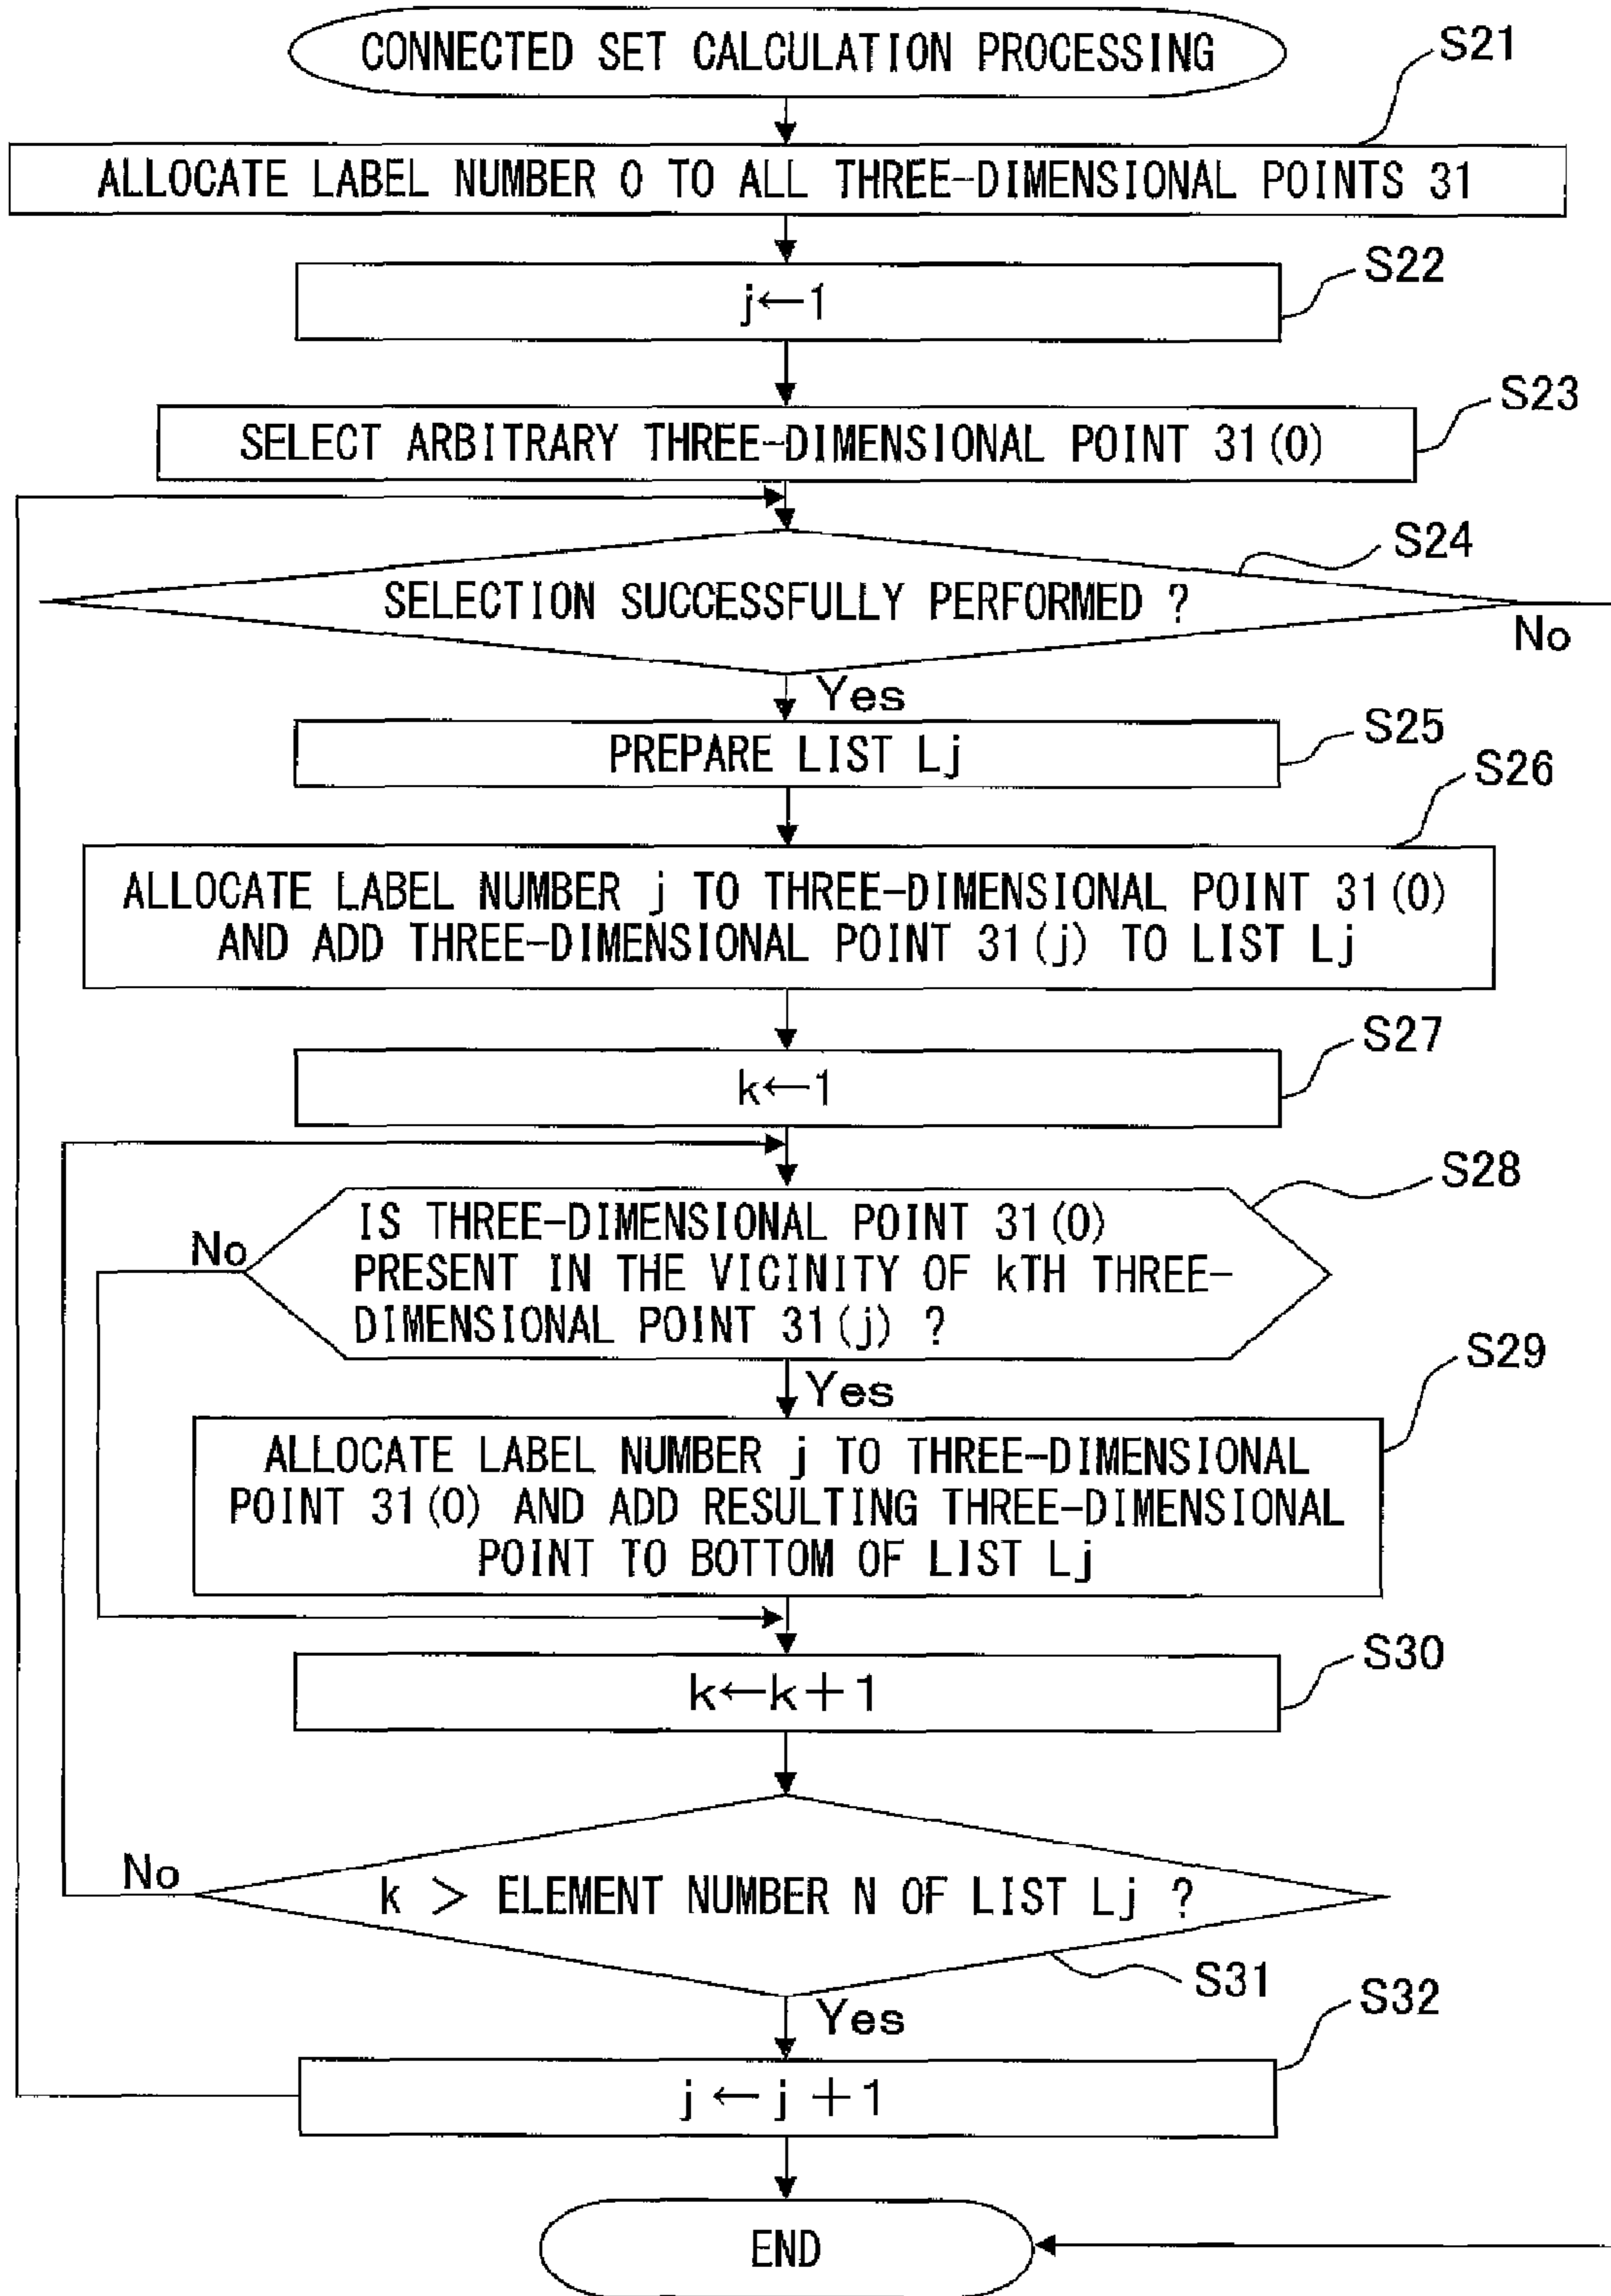 CONNECTED SET CALCULATION PROCESSING
S21
ALLOCATE LABEL NUMBER 0 TO ALL THREE-DIMENSIONAL POINTS 31
S22
j←1
S23
SELECT ARBITRARY THREE-DIMENSIONAL POINT 31(0)
S24
SELECTION SUCCESSFULLY PERFORMED ?
No
Yes
S25
PREPARE LIST Lj
S26
ALLOCATE LABEL NUMBER j TO THREE-DIMENSIONAL POINT 31(0)
AND ADD THREE-DIMENSIONAL POINT 31(j) TO LIST Lj
S27
k←1
S28
IS THREE-DIMENSIONAL POINT 31(0)
No
PRESENT IN THE VICINITY OF kTH THREE-
DIMENSIONAL POINT 31(j) ?
S29
Yes
ALLOCATE LABEL NUMBER j TO THREE-DIMENSIONAL
POINT 31(0) AND ADD RESULTING THREE-DIMENSIONAL
POINT TO BOTTOM OF LIST Lj
S30
k←k+1
No
k > ELEMENT NUMBER N OF LIST Lj ?
S31
Yes
S32
j←j+1
END